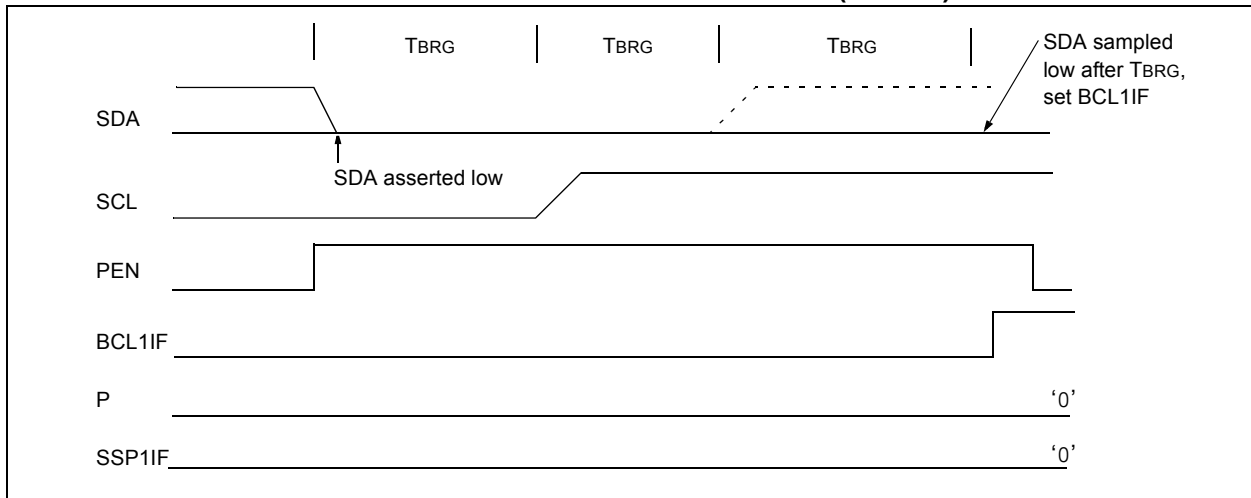 TBRG TBRG TBRG
SDA sampled
low after TBRG,
set BCL1IF
SDA
SDA asserted low
SCL
PEN
BCL1IF
P
‘0’
SSP1IF
‘0’